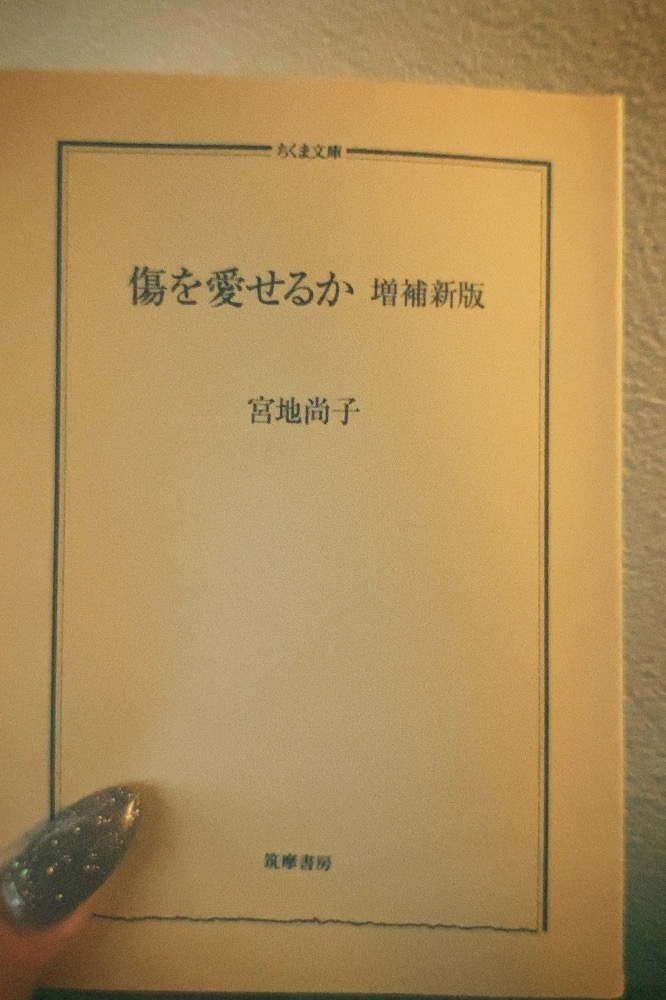 ちくま文庫
傷を愛せるか 増補新版
宮地尚子
筑摩書房